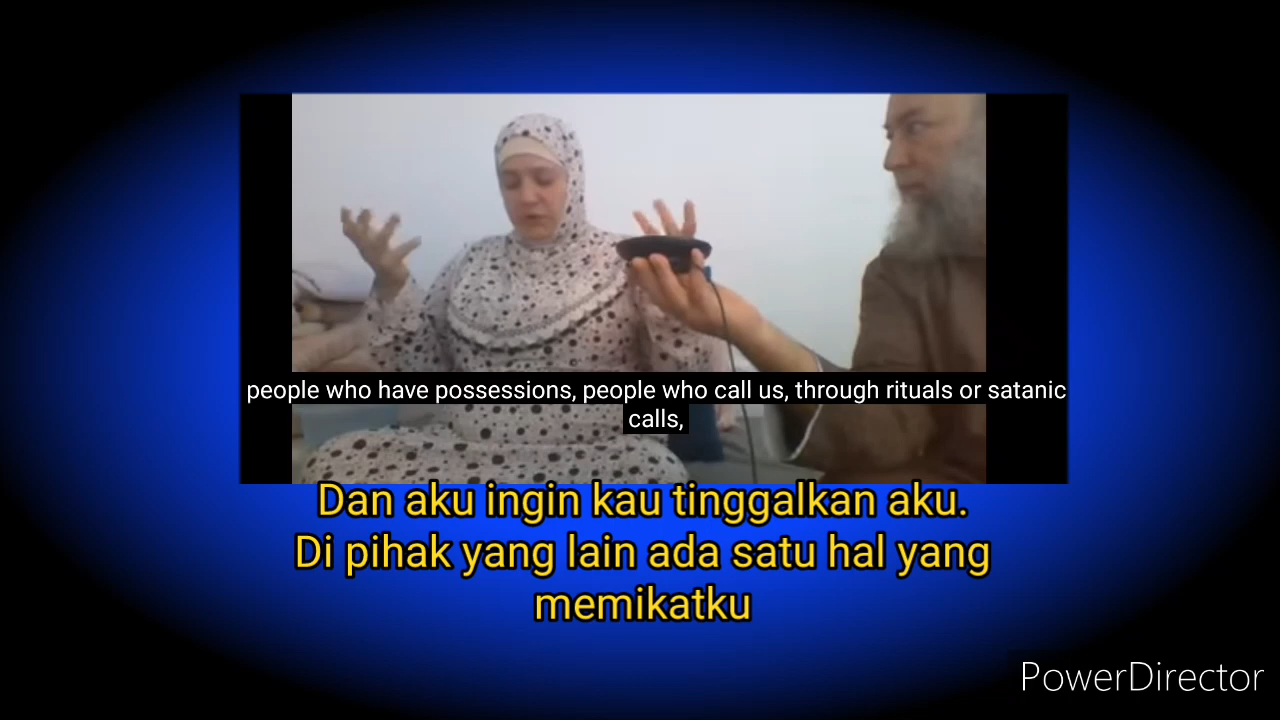 people who have possessions, people who call us, through rituals or satanic
calls,
Dan aku ingin kau tinggalkan aku.
Di pihak yang lain ada satu hal yang
memikatku
PowerDirector